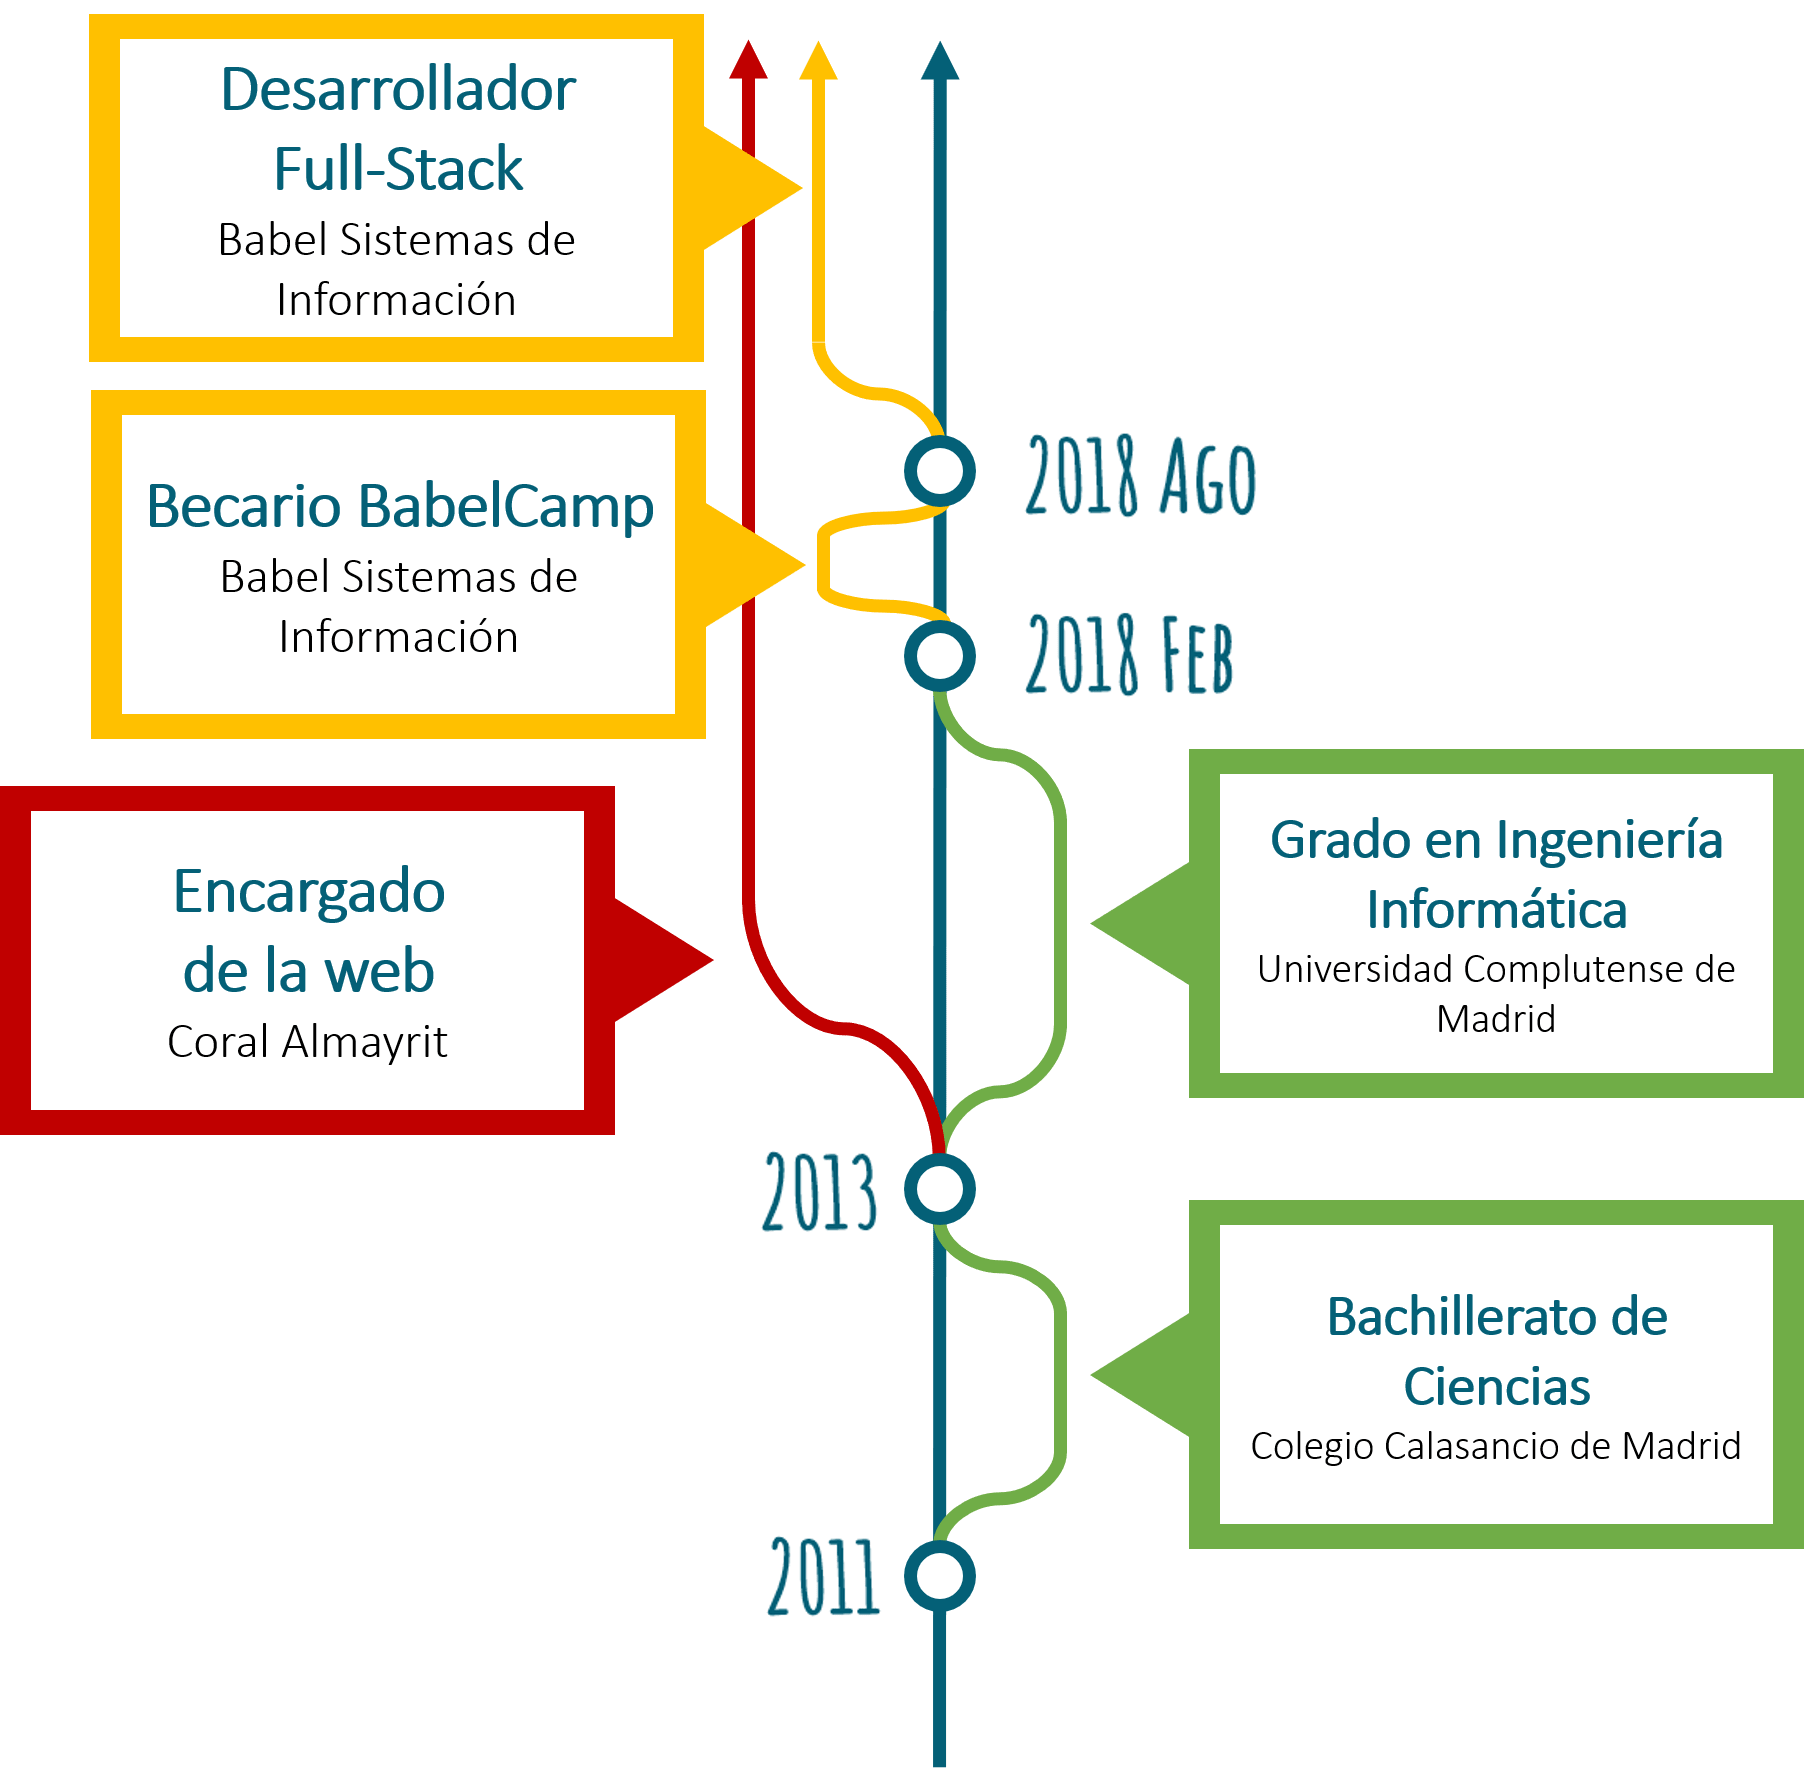 Desarrollador
Full-Stack
Babel Sistemas de
Información
2018 Ago
Becario BabelCamp
Babel Sistemas de
Información
2018 Feb
Grado en Ingeniería
Informática
Universidad Complutense de
Madrid
Encargado
de la web
Coral Almayrit
2013
Bachillerato de
Ciencias
Colegio Calasancio de Madrid
2011